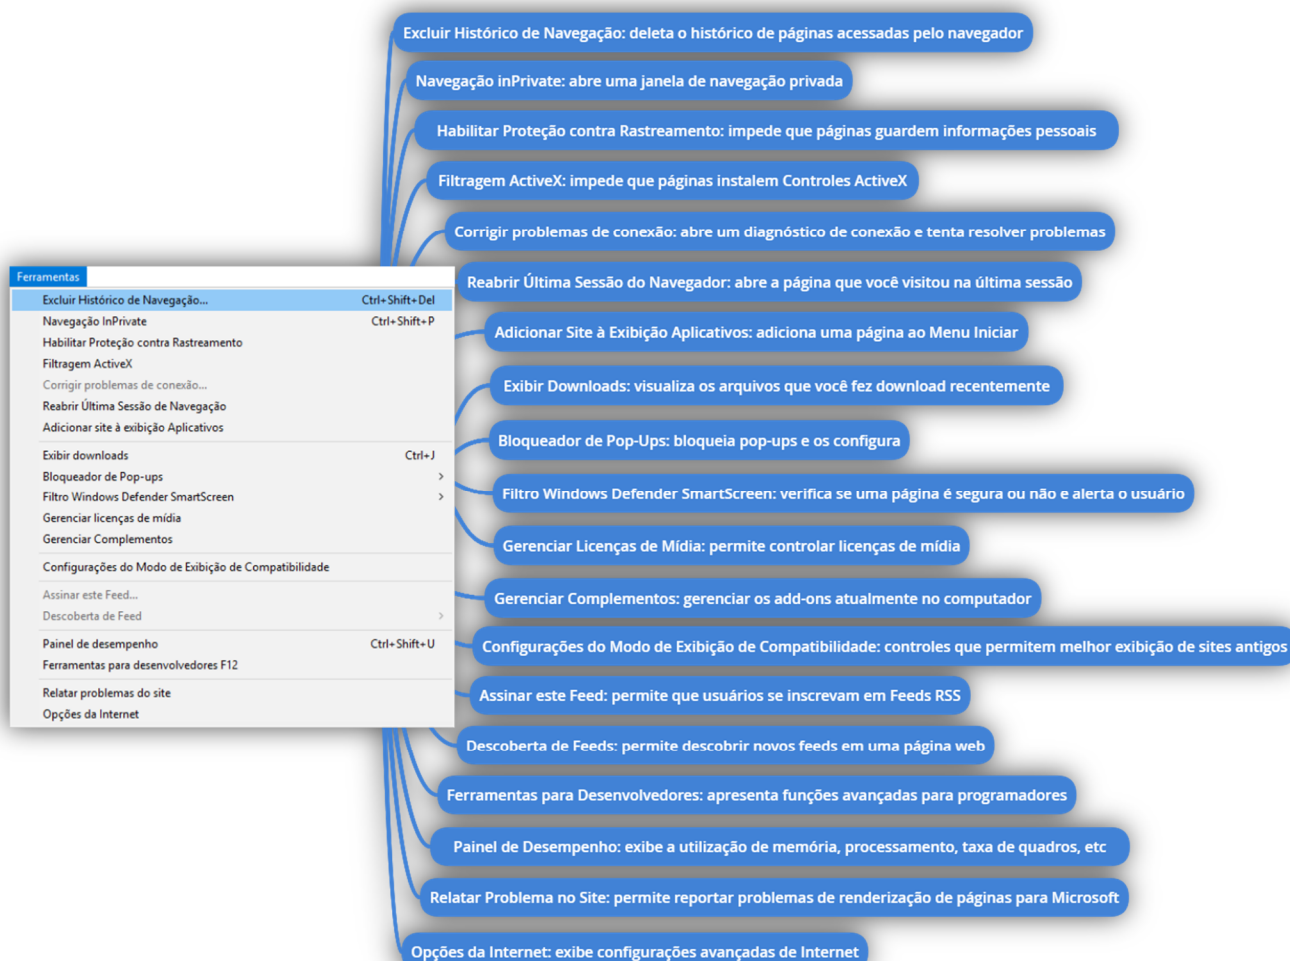 Excluir Histórico de Navegação: deleta o histórico de páginas acessadas pelo navegador
Navegação inPrivate: abre uma janela de navegação privada
Habilitar Proteção contra Rastreamento: impede que páginas guardem informações pessoais
Filtragem ActiveX: impede que páginas instalem Controles ActiveX
Corrigir problemas de conexão: abre um diagnóstico de conexão e tenta resolver problemas
Reabrir Última Sessão do Navegador: abre a página que você visitou na última sessão
Adicionar Site à Exibição Aplicativos: adiciona uma página ao Menu Iniciar
Exibir Downloads: visualiza os arquivos que você fez download recentemente
Bloqueador de Pop-Ups: bloqueia pop-ups e os configura
Filtro Windows Defender SmartScreen: verifica se uma página é segura ou não e alerta o usuário
Gerenciar Licenças de Mídia: permite controlar licenças de mídia
Gerenciar Complementos: gerenciar os add-ons atualmente no computador
Configurações do Modo de Exibição de Compatibilidade: controles que permitem melhor exibição de sites antigos
Assinar este Feed: permite que usuários se inscrevam em Feeds RSS
Descoberta de Feeds: permite descobrir novos feeds em uma página web
Ferramentas para Desenvolvedores: apresenta funções avançadas para programadores
Painel de Desempenho: exibe a utilização de memória, processamento, taxa de quadros, etc
Relatar Problema no Site: permite reportar problemas de renderização de páginas para Microsoft
Opções da Internet: exibe configurações avançadas de Internet
Ferramentas
Excluir Histórico de Navegação... Ctrl+Shift+Del
Navegação InPrivate Ctrl+Shift+P
Habilitar Proteção contra Rastreamento
Filtragem ActiveX
Corrigir problemas de conexão...
Reabrir Última Sessão de Navegação
Adicionar site à exibição Aplicativos
Exibir downloads Ctrl+J
Bloqueador de Pop-ups
Filtro Windows Defender SmartScreen
Gerenciar licenças de mídia
Gerenciar Complementos
Configurações do Modo de Exibição de Compatibilidade
Assinar este Feed...
Descoberta de Feed
Painel de desempenho Ctrl+Shift+U
Ferramentas para desenvolvedores F12
Relatar problemas do site
Opções da Internet